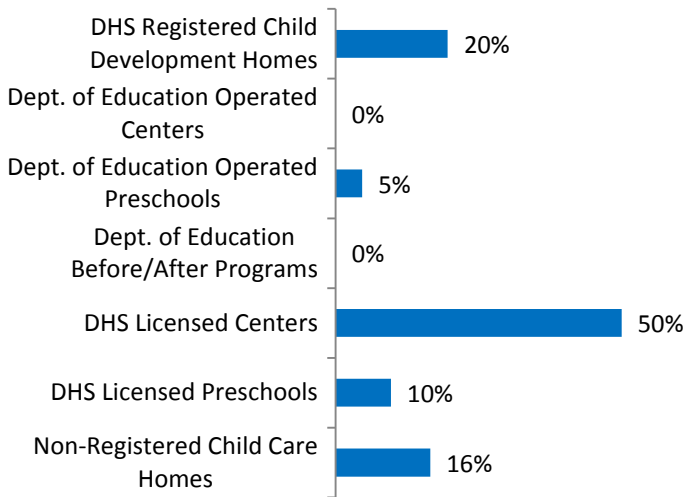 DHS Registered Child
Development Homes
20%
Dept. of Education Operated
Centers
0%
Dept. of Education Operated
Preschools
5%
Dept. of Education
Before/After Programs
0%
DHS Licensed Centers
50%
DHS Licensed Preschools
10%
Non-Registered Child Care
Homes
16%